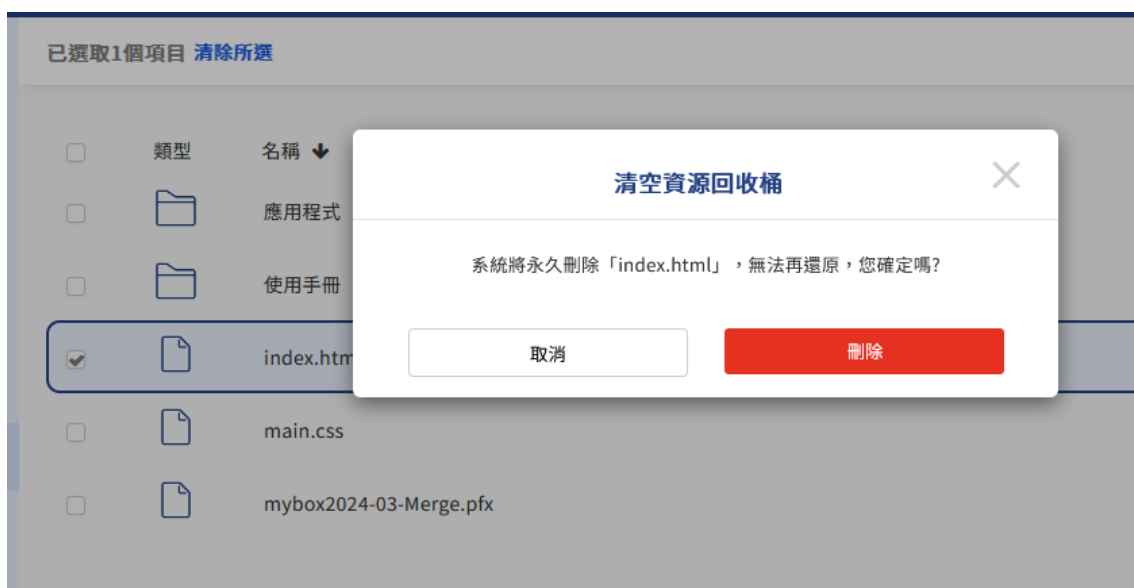 已選取1個項目 清除所選
類型 名稱
清空資源回收桶
應用程式
系統將永久刪除「index.html」，無法再還原，您確定嗎?
使用手冊
取消 刪除
index.htm
main.css
mybox2024-03-Merge.pfx